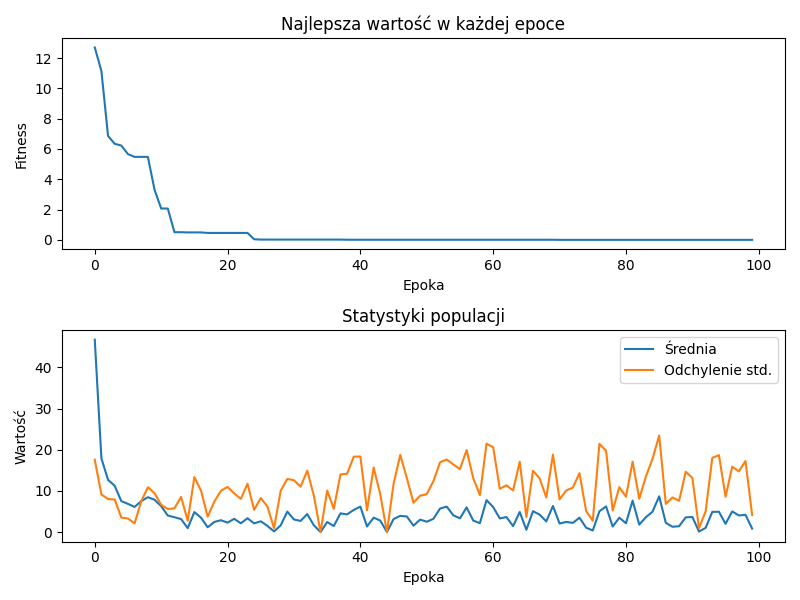 Najlepsza wartość w każdej epoce
Fitness
12
10
8
6
4
2
0
0 20 40 60 80 100
Epoka
Statystyki populacji
Wartość
40
30
20
10
0
Średnia
Odchylenie std.
0 20 40 60 80 100
Epoka